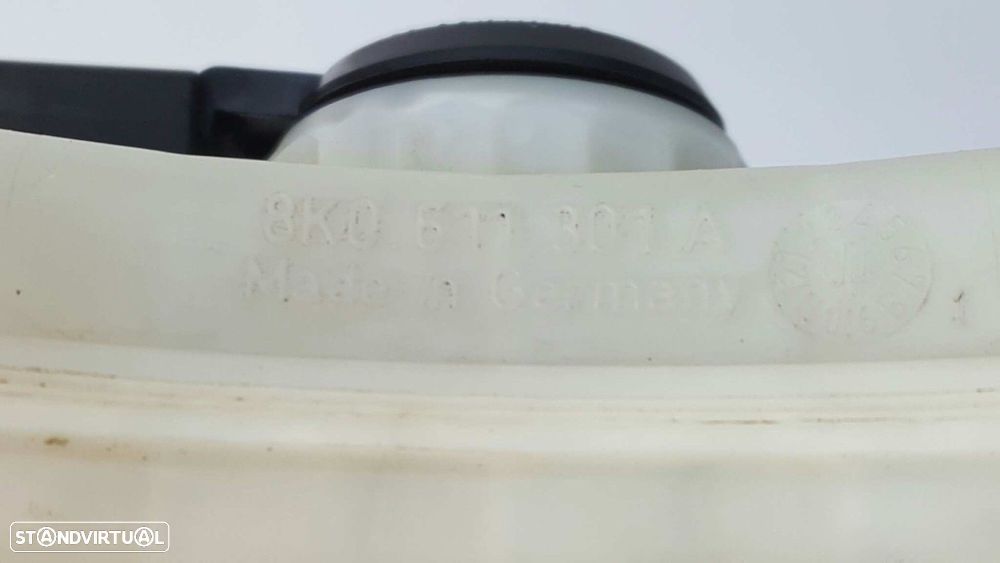 8K0 611 301 A
Made in Germany
STANDVIRTUAL